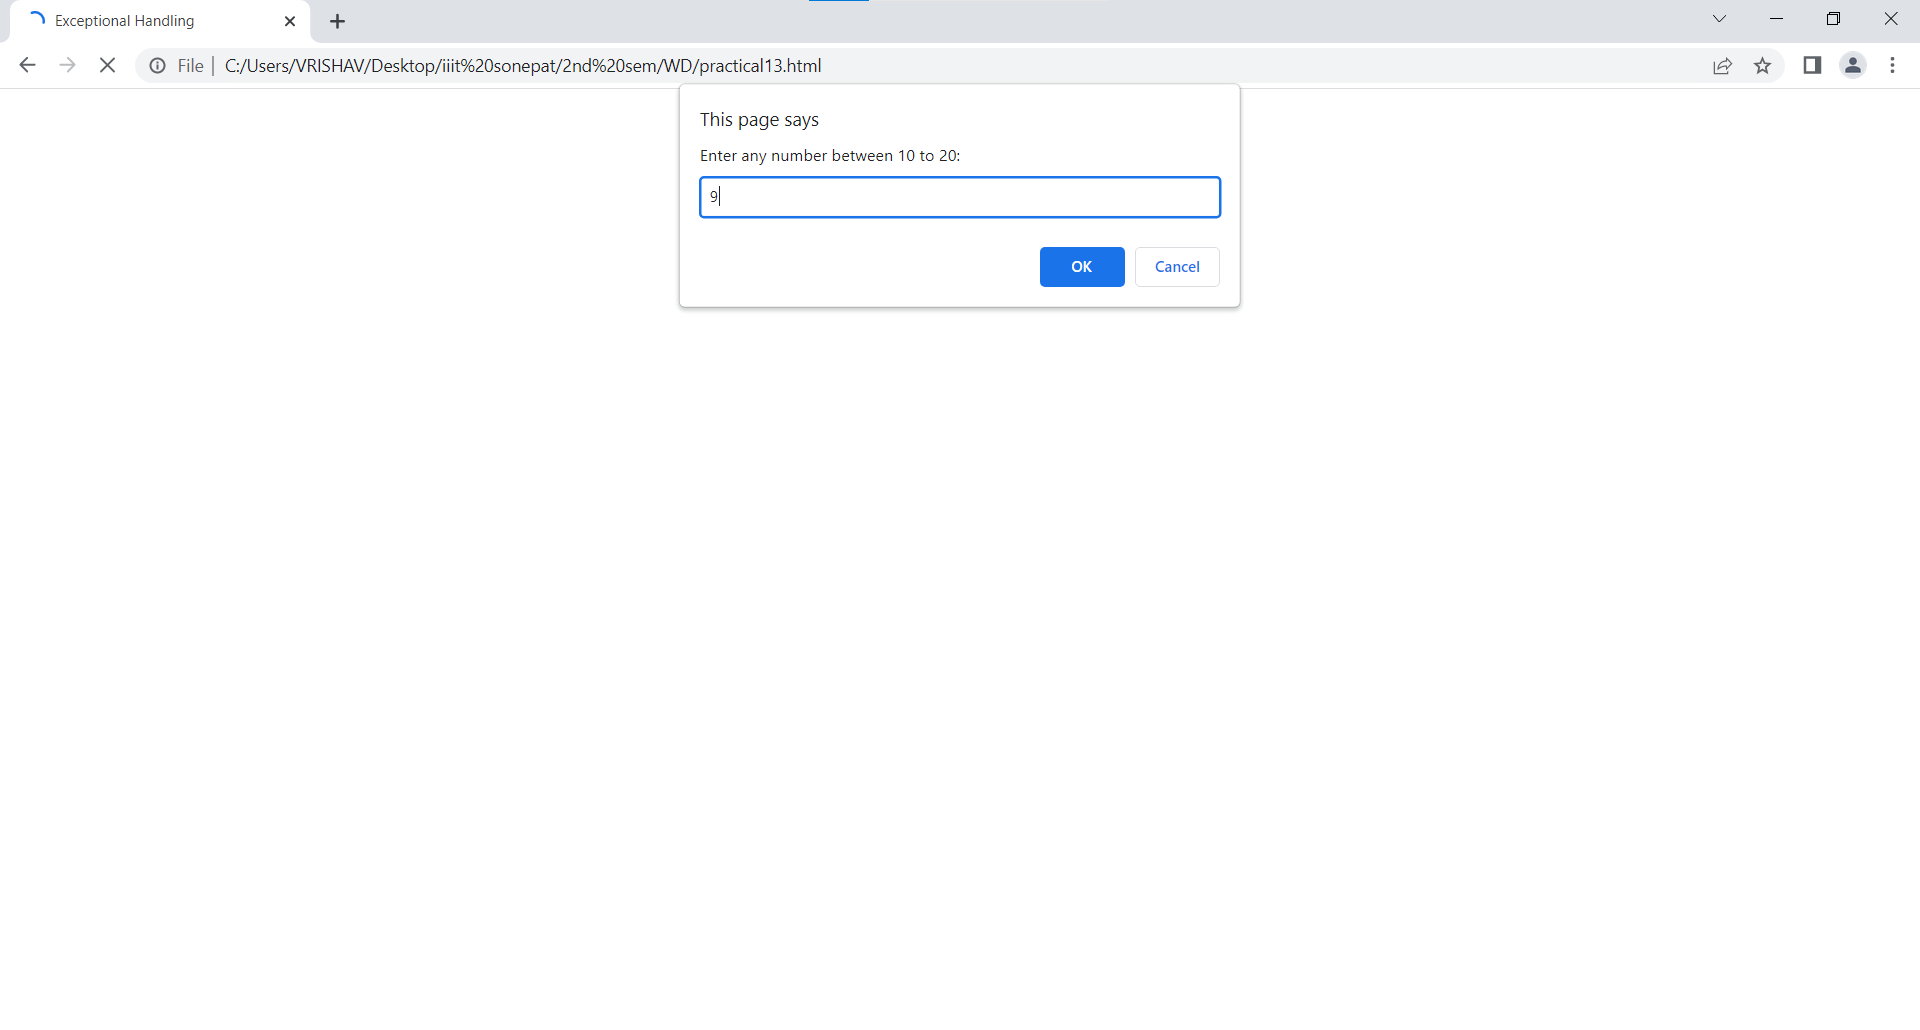 Exceptional Handling
File | C:/Users/VRISHAV/Desktop/iiit%20sonepat/2nd%20sem/WD/practical13.html
This page says
Enter any number between 10 to 20:
9
OK Cancel